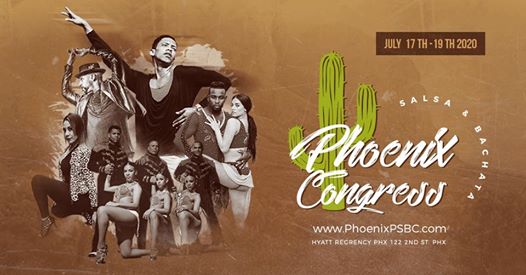 JULY 17 TH -19 TH 2020
SALSA & BACHATA
Phoenix
Congress
www.PhoenixPSBC.com
HYATT REGRENCY PHX 122 2ND ST PHX